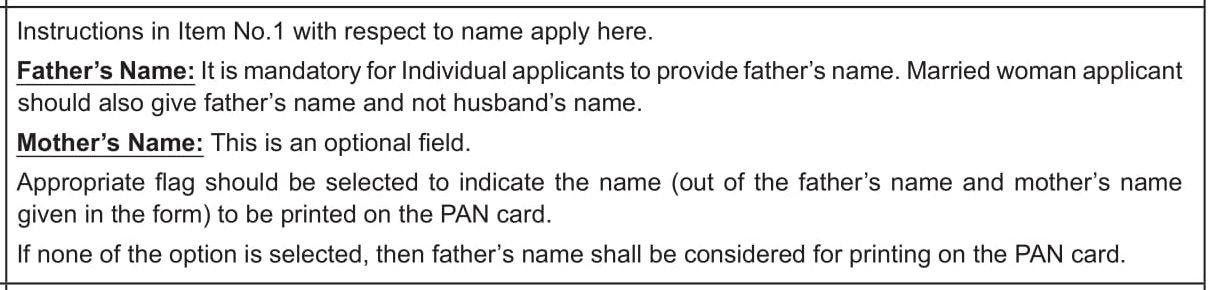 Instructions in Item No.1 with respect to name apply here.
Father’s Name: It is mandatory for Individual applicants to provide father’s name. Married woman applicant
should also give father’s name and not husband’s name.
Mother’s Name: This is an optional field.
Appropriate flag should be selected to indicate the name (out of the father’s name and mother’s name
given in the form) to be printed on the PAN card.
If none of the option is selected, then father’s name shall be considered for printing on the PAN card.